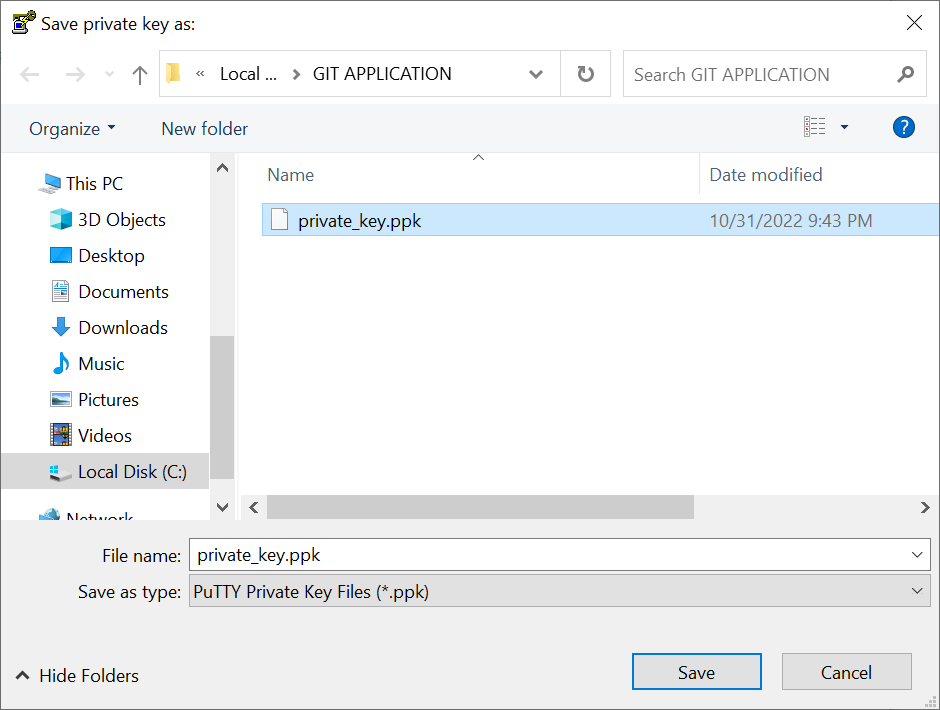 Save private key as:
« Local ... > GIT APPLICATION
Search GIT APPLICATION
Organize
New folder
?
This PC
3D Objects
Desktop
Documents
Downloads
Music
Pictures
Videos
Local Disk (C:)
Network
Name
Date modified
private_key.ppk
10/31/2022 9:43 PM
File name:
private_key.ppk
Save as type:
PuTTY Private Key Files (*.ppk)
Hide Folders
Save
Cancel